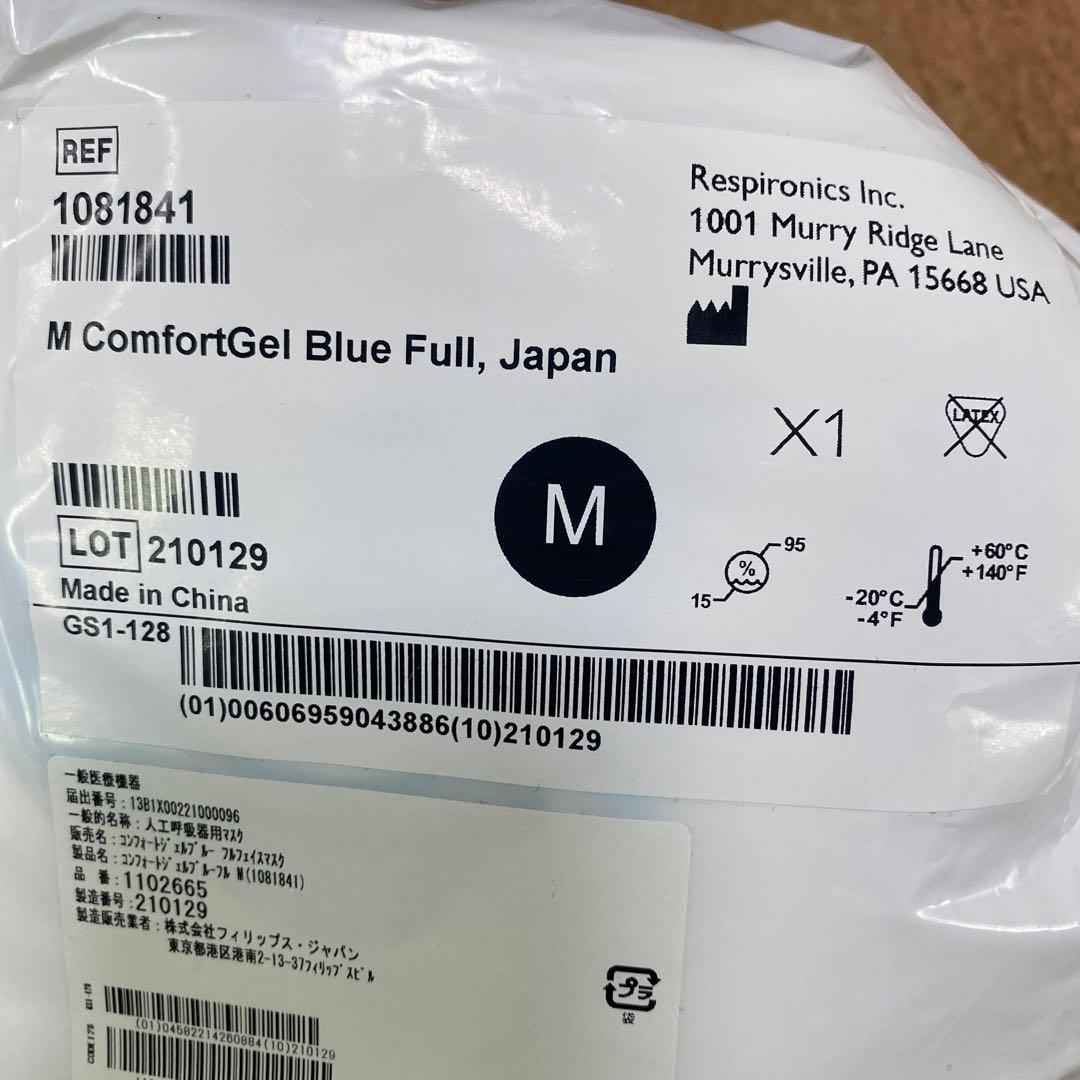 REF
1081841
M ComfortGel Blue Full, Japan
Respironics Inc.
1001 Murry Ridge Lane
Murrysville, PA 15668 USA
X1
LATEX
M
LOT 210129
Made in China
% 95
15
+60°C
+140°F
-20°C
-4°F
GS1-128
(01)00606959043886(10)210129
一般医療機器
届出番号：13B1X00221000096
一般的名称：人工呼吸器用ﾏｽｸ
販売名：ｺﾝﾌｫｰﾄｼﾞｪﾙﾌﾞﾙｰ ﾌﾙﾌｪｲｽﾏｽｸ
製品名：ｺﾝﾌｫｰﾄｼﾞｪﾙﾌﾞﾙｰﾌﾙ M(1081841)
品 番：1102665
製造番号：210129
製造販売業者：株式会社フィリップス・ジャパン
東京都港区港南2-13-37ﾌｨﾘｯﾌﾟｽﾋﾞﾙ
プラ
袋
GS1-128
(01)04582214260884(10)210129
CODE128